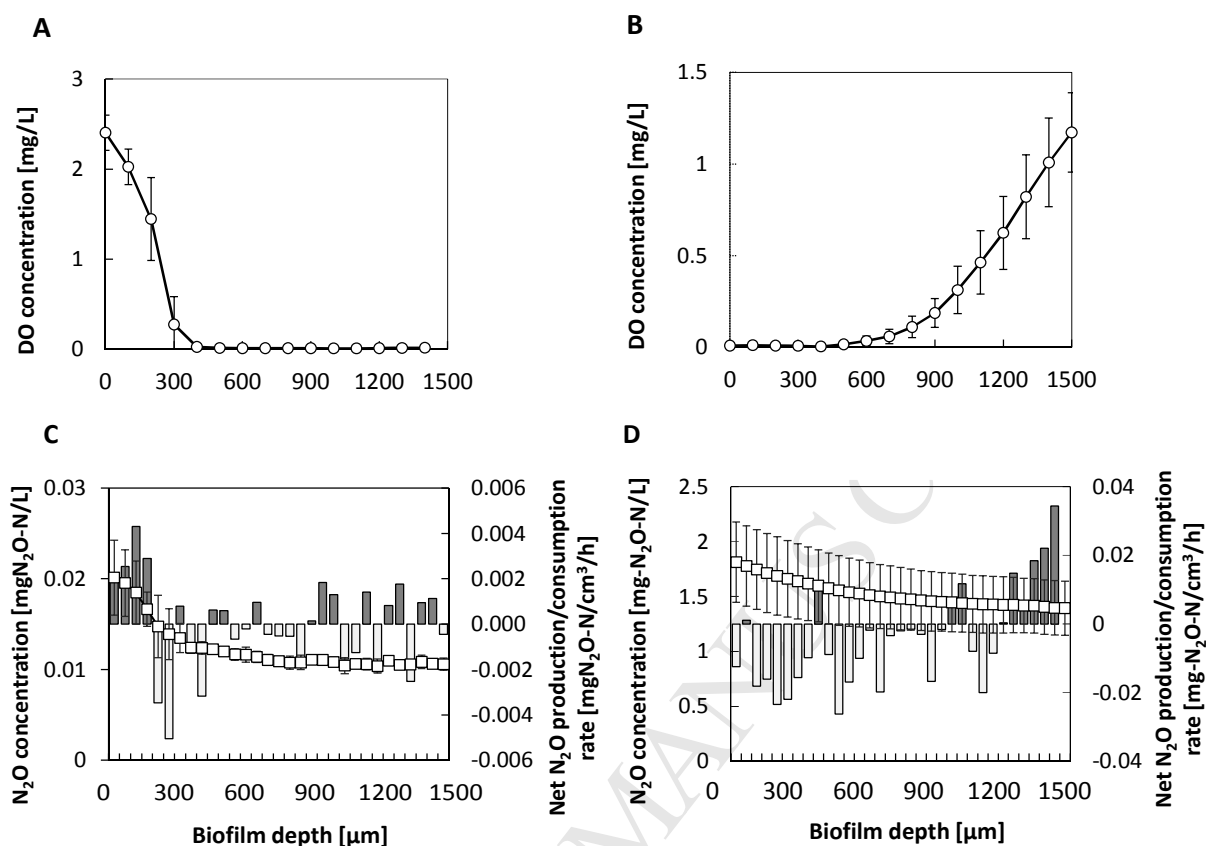 A
B
3
2
1
0
DO concentration [mg/L]
0 300 600 900 1200 1500
1.5
1
0.5
0
DO concentration [mg/L]
0 300 600 900 1200 1500
C
D
0.03
0.02
0.01
0
N₂O concentration [mgN₂O-N/L]
0.006
0.004
0.002
0.000
-0.002
-0.004
-0.006
Net N₂O production/consumption
rate [mgN₂O-N/cm³/h]
0 300 600 900 1200 1500
Biofilm depth [µm]
2.5
2
1.5
1
0.5
0
N₂O concentration [mg-N₂O-N/L]
0.04
0.02
0
-0.02
-0.04
Net N₂O production/consumption
rate [mg-N₂O-N/cm³/h]
0 300 600 900 1200 1500
Biofilm depth [µm]
MANUSC